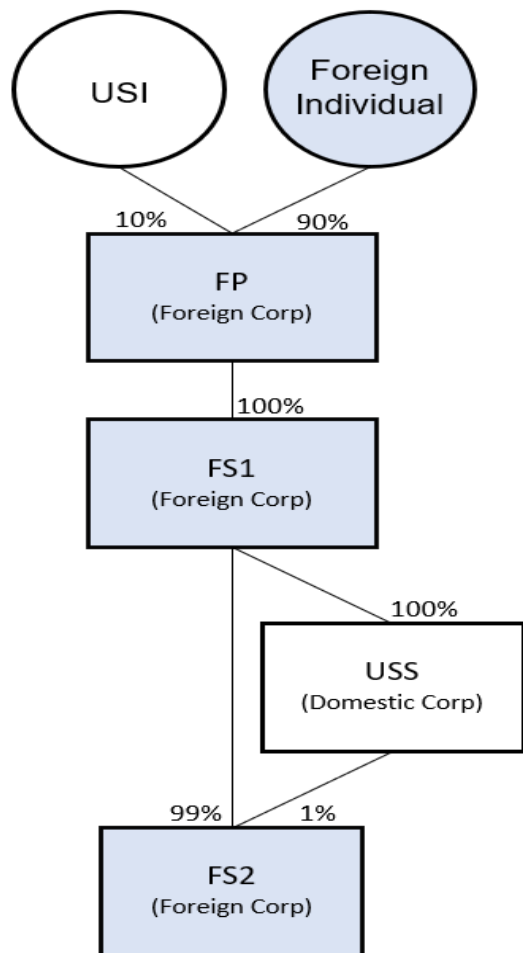 USI
Foreign
Individual
10%
90%
FP
(Foreign Corp)
100%
FS1
(Foreign Corp)
100%
USS
(Domestic Corp)
99%
1%
FS2
(Foreign Corp)